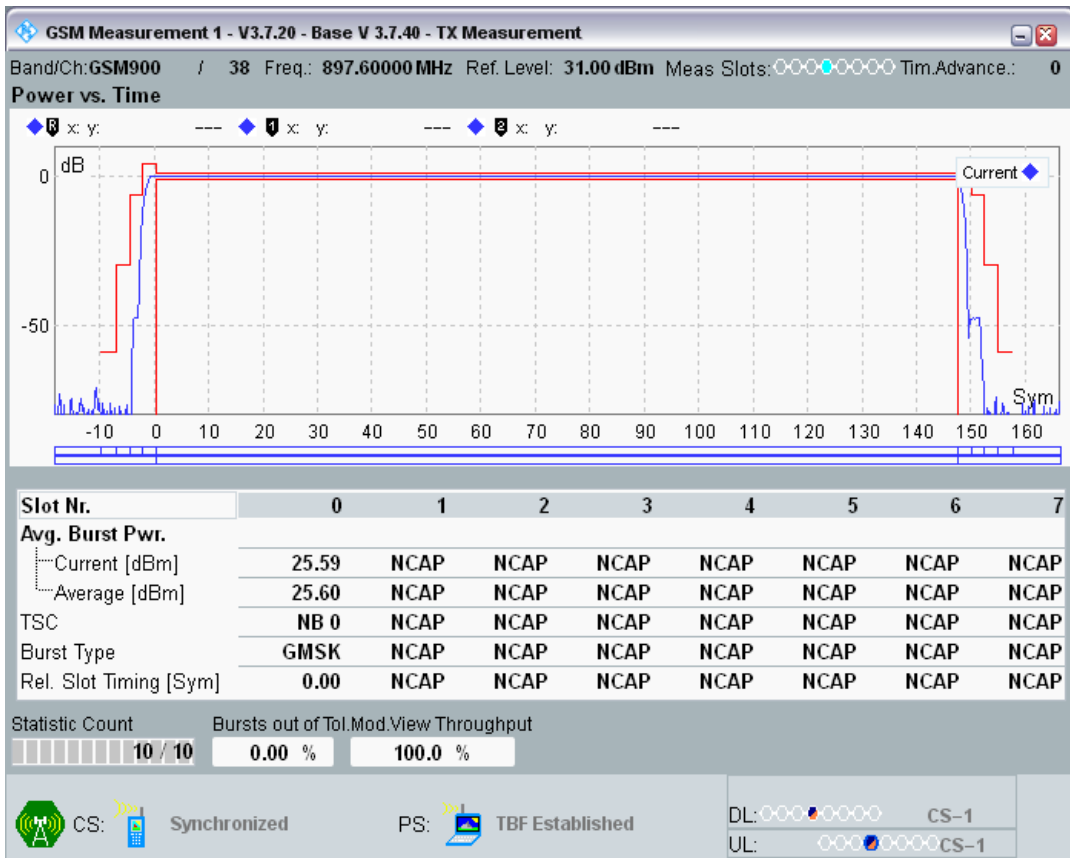 GSM Measurement 1 - V3.7.20 - Base V 3.7.40 - TX Measurement
Band/Ch:GSM900 / 38 Freq.: 897.60000 MHz Ref. Level: 31.00 dBm Meas Slots: Tim.Advance.: 0
Power vs. Time
R x: y: --- 1 x: y: --- 2 x: y: ---
dB
Current
0
-50
Sym
-10 0 10 20 30 40 50 60 70 80 90 100 110 120 130 140 150 160
Slot Nr. 0 1 2 3 4 5 6 7
Avg. Burst Pwr.
Current [dBm] 25.59 NCAP NCAP NCAP NCAP NCAP NCAP NCAP
Average [dBm] 25.60 NCAP NCAP NCAP NCAP NCAP NCAP NCAP
TSC NB 0 NCAP NCAP NCAP NCAP NCAP NCAP NCAP
Burst Type GMSK NCAP NCAP NCAP NCAP NCAP NCAP NCAP
Rel. Slot Timing [Sym] 0.00 NCAP NCAP NCAP NCAP NCAP NCAP NCAP
Statistic Count Bursts out of Tol.Mod.View Throughput
10 / 10 0.00 % 100.0 %
CS: Synchronized PS: TBF Established
DL: CS-1
UL: CS-1